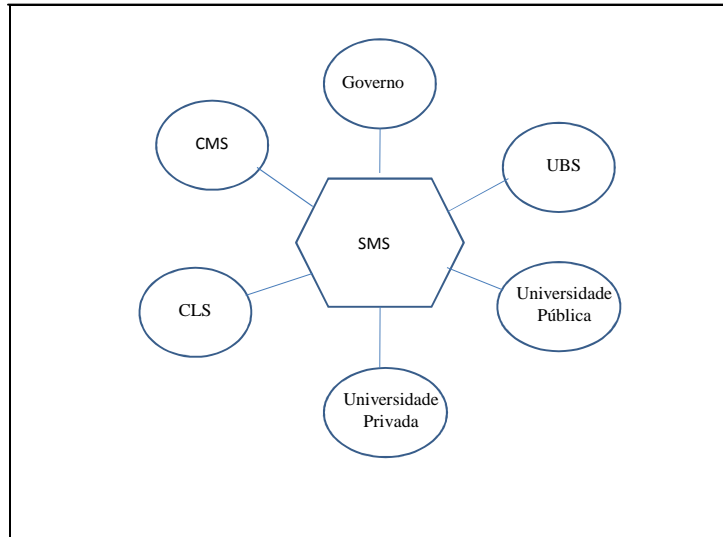 Governo
CMS
UBS
SMS
CLS
Universidade
Pública
Universidade
Privada